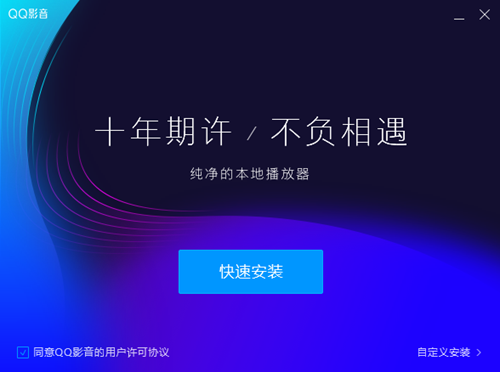 QQ影音
十年期许 / 不负相遇
纯净的本地播放器
快速安装
同意QQ影音的用户许可协议
自定义安装